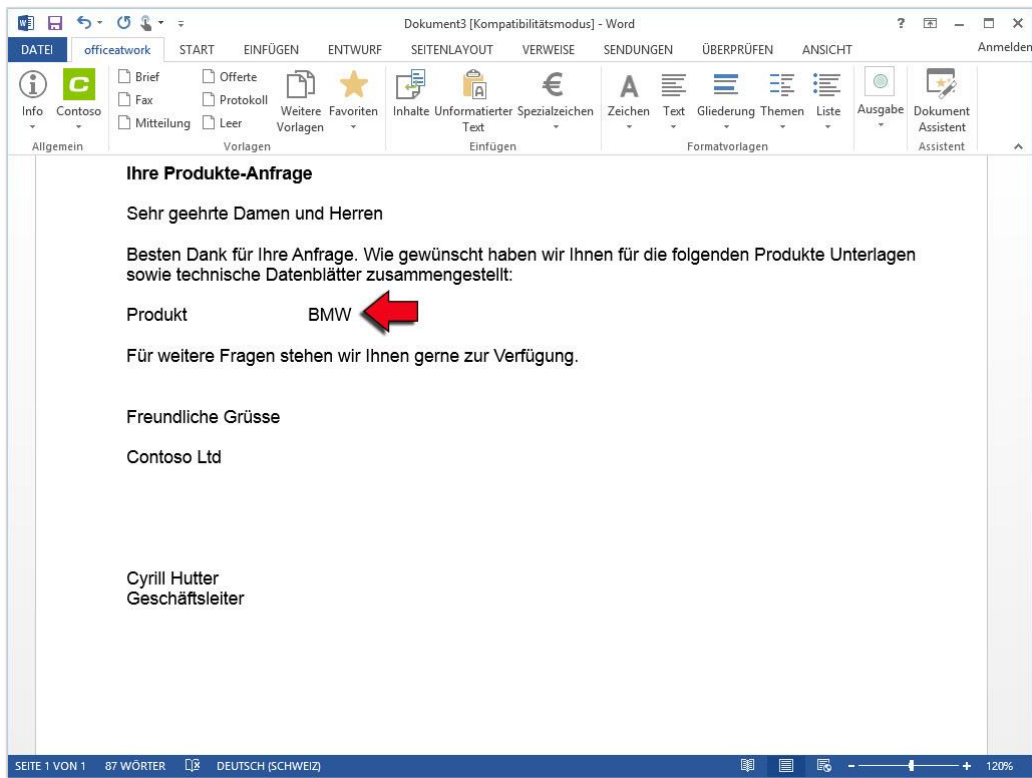 Dokument3 [Kompatibilitätsmodus] - Word
?
DATEI officeatwork START EINFÜGEN ENTWURF SEITENLAYOUT VERWEISE SENDUNGEN ÜBERPRÜFEN ANSICHT Anmelden
Brief Offerte
Fax Protokoll
Mitteilung Leer
Info Contoso Weitere Vorlagen Favoriten Inhalte Unformatierter Text Spezialzeichen Zeichen Text Gliederung Themen Liste Ausgabe Dokument Assistent
Allgemein Vorlagen Einfügen Formatvorlagen Assistent
Ihre Produkte-Anfrage
Sehr geehrte Damen und Herren
Besten Dank für Ihre Anfrage. Wie gewünscht haben wir Ihnen für die folgenden Produkte Unterlagen
sowie technische Datenblätter zusammengestellt:
Produkt BMW
Für weitere Fragen stehen wir Ihnen gerne zur Verfügung.
Freundliche Grüsse
Contoso Ltd
Cyrill Hutter
Geschäftsleiter
SEITE 1 VON 1 87 WÖRTER DEUTSCH (SCHWEIZ) 120%